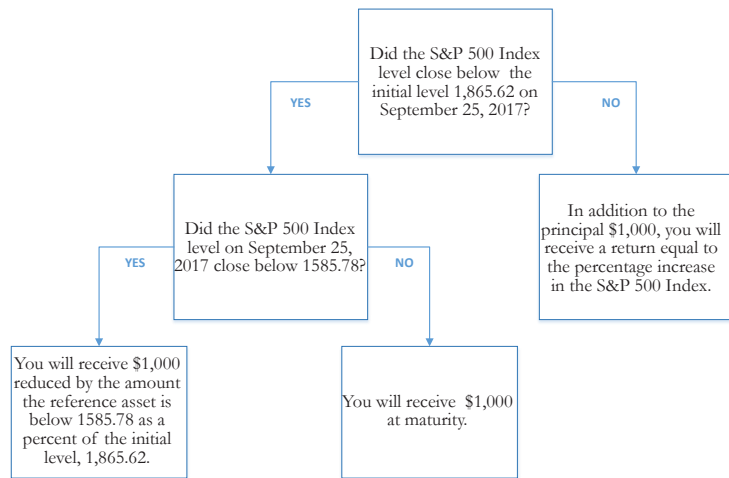 Did the S&P 500 Index
level close below the
initial level 1,865.62 on
September 25, 2017?
YES
NO
Did the S&P 500 Index
level on September 25,
2017 close below 1585.78?
In addition to the
principal $1,000, you will
receive a return equal to
the percentage increase
in the S&P 500 Index.
YES
NO
You will receive $1,000
reduced by the amount
the reference asset is
below 1585.78 as a
percent of the initial
level, 1,865.62.
You will receive $1,000
at maturity.